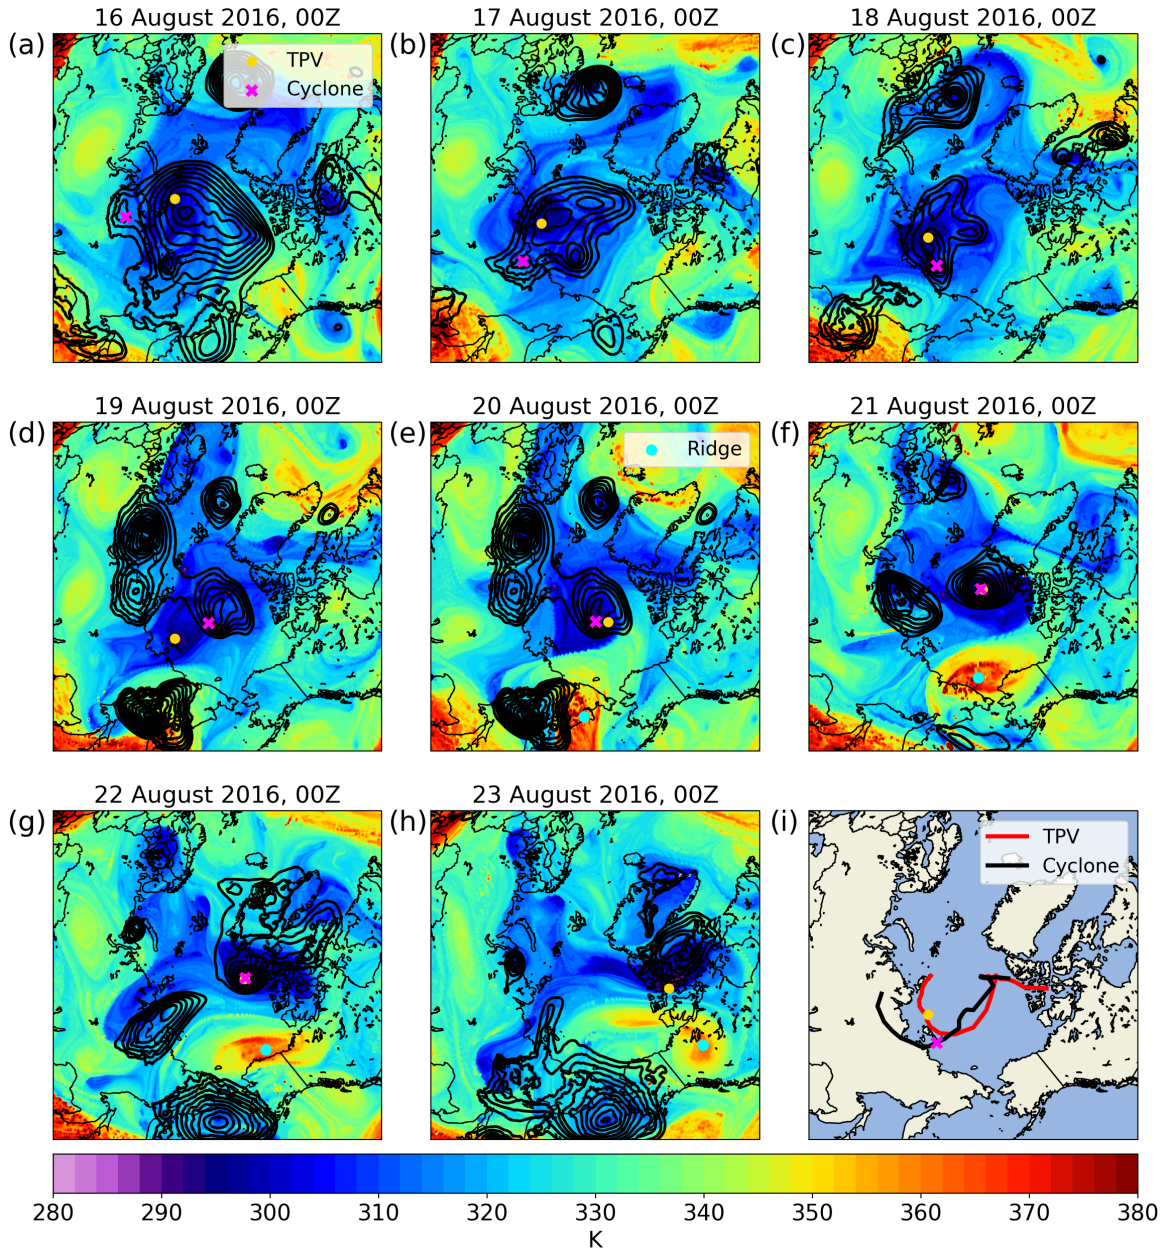 16 August 2016, 00Z
17 August 2016, 00Z
18 August 2016, 00Z
(a)
TPV
Cyclone
(b)
(c)
19 August 2016, 00Z
20 August 2016, 00Z
21 August 2016, 00Z
(d)
(e)
Ridge
(f)
22 August 2016, 00Z
23 August 2016, 00Z
(g)
(h)
(i)
TPV
Cyclone
280 290 300 310 320 330 340 350 360 370 380
K